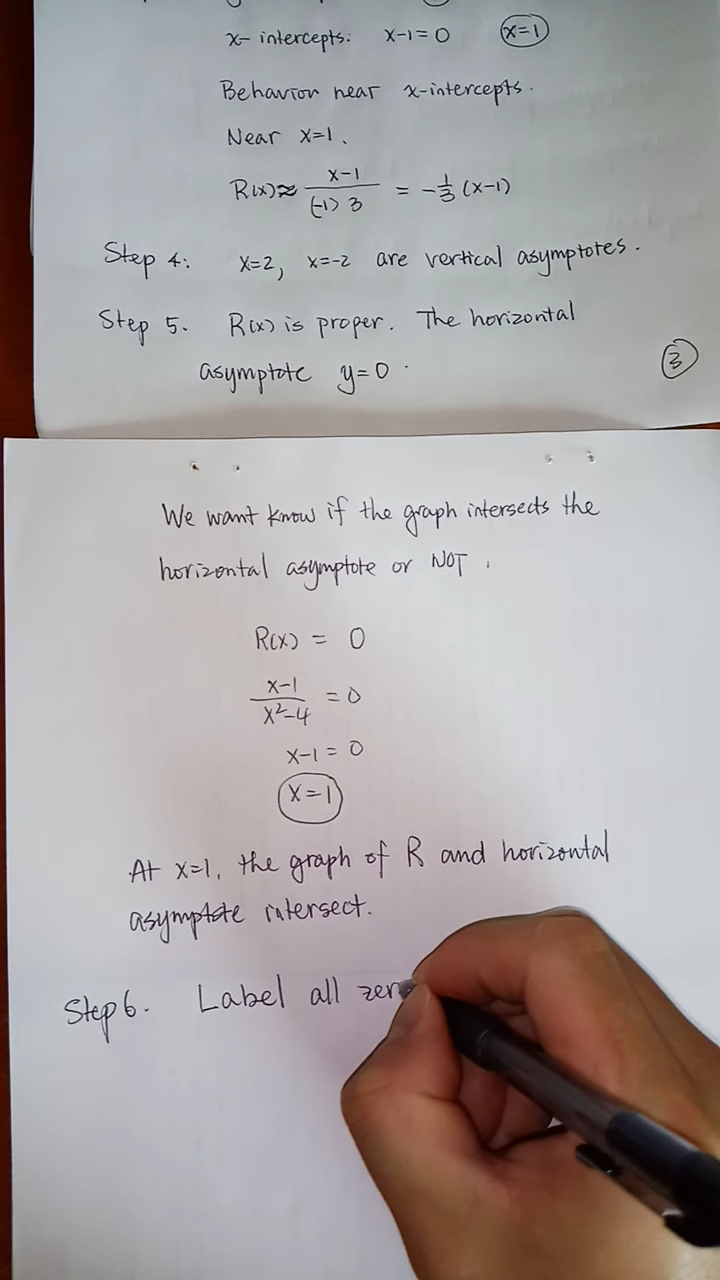 x- intercepts: x-1=0 x=1
Behavior near x-intercepts.
Near x=1.
R(x)≈ x-1 / (-1) 3 = -1/3 (x-1)
Step 4: x=2, x=-2 are vertical asymptotes.
Step 5. R(x) is proper. The horizontal
asymptote y=0.
3
We want know if the graph intersects the
horizontal asymptote or NOT.
R(x) = 0
x-1 / x²-4 = 0
x-1=0
x=1
At x=1, the graph of R and horizontal
asymptote intersect.
Step 6. Label all zer